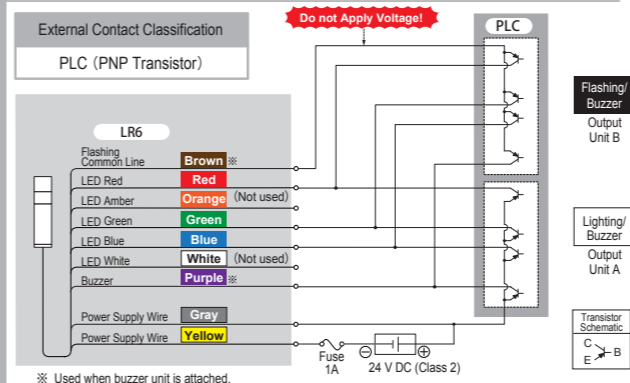 External Contact Classification
PLC (PNP Transistor)
Do not Apply Voltage!
PLC
LR6
Flashing
Common Line
Brown ※
LED Red
Red
LED Amber
Orange (Not used)
LED Green
Green
LED Blue
Blue
LED White
White (Not used)
Buzzer
Purple ※
Power Supply Wire
Gray
Power Supply Wire
Yellow
Fuse
1A
⊖ ⊕
24 V DC (Class 2)
※ Used when buzzer unit is attached.
Flashing/
Buzzer
Output
Unit B
Lighting/
Buzzer
Output
Unit A
Transistor
Schematic
C
E
B